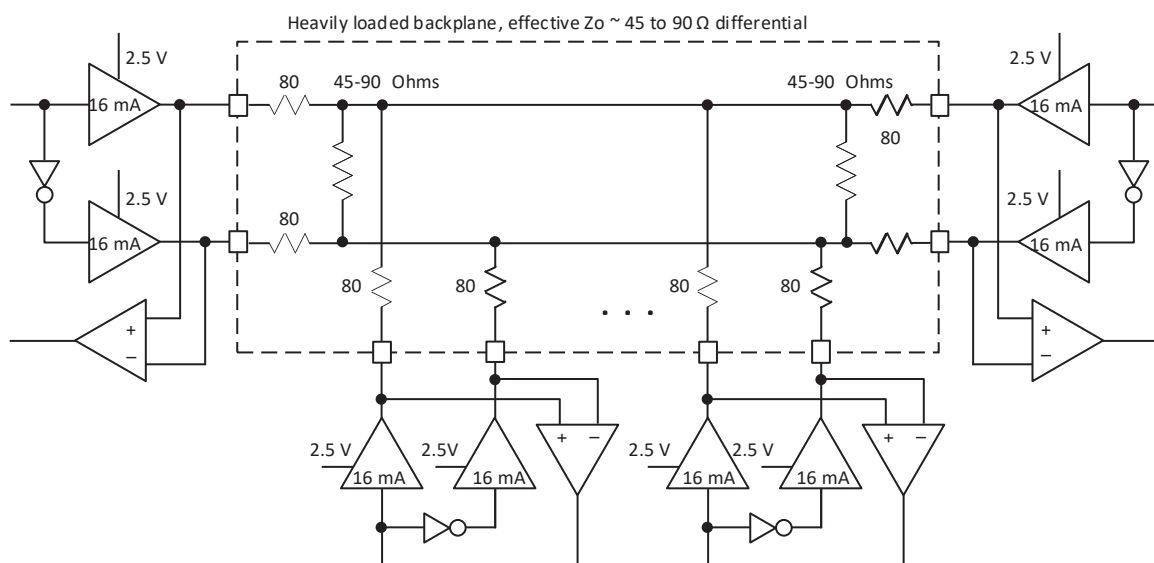 Heavily loaded backplane, effective Zo ~ 45 to 90 Ω differential
2.5 V
2.5 V
80
45-90 Ohms
45-90 Ohms
16 mA
16 mA
80
2.5 V
2.5 V
80
16 mA
16 mA
+
−
80
80
. . .
80
80
+
−
2.5 V
16 mA
2.5V
16 mA
+ −
2.5 V
16 mA
2.5 V
16 mA
+ −